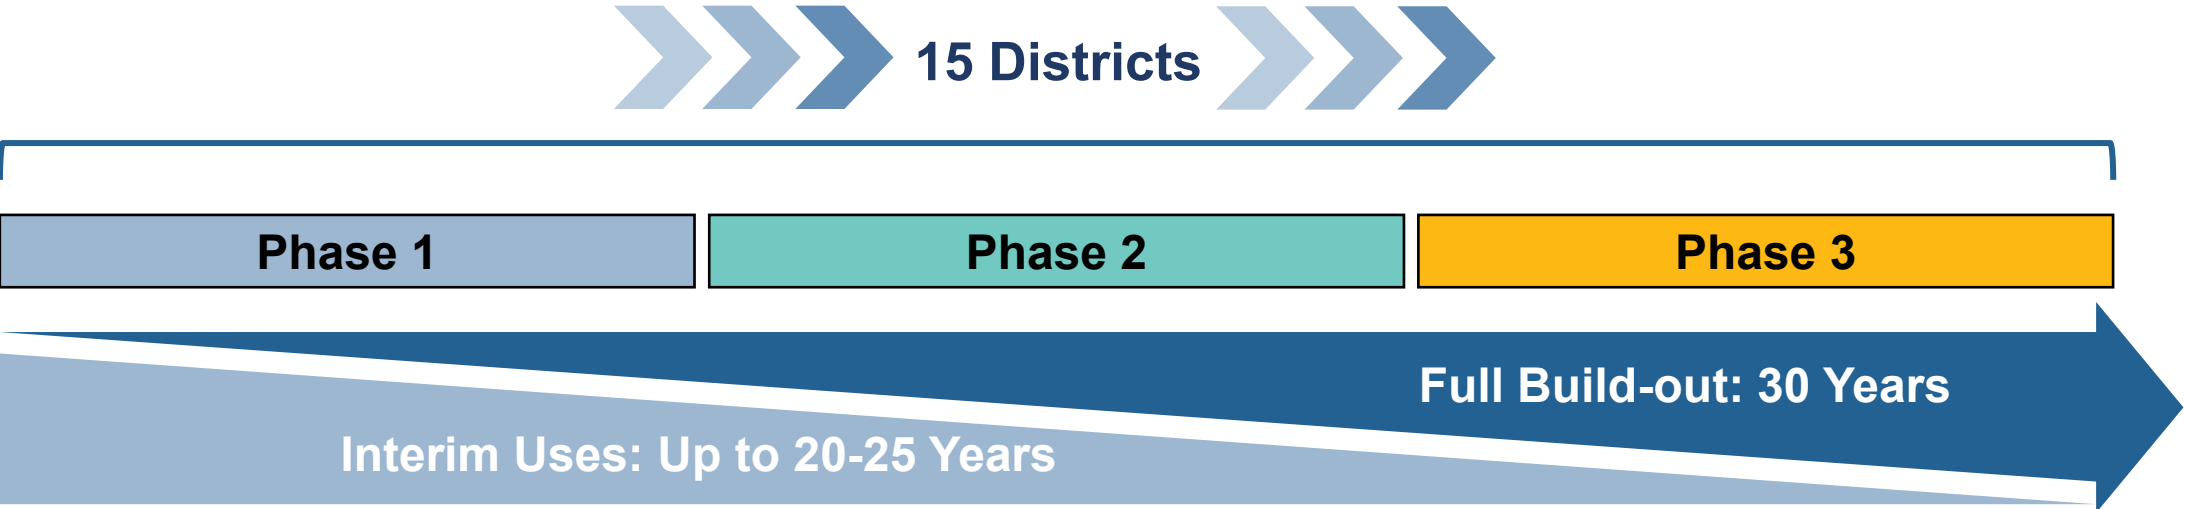 15 Districts
Phase 1
Phase 2
Phase 3
Full Build-out: 30 Years
Interim Uses: Up to 20-25 Years